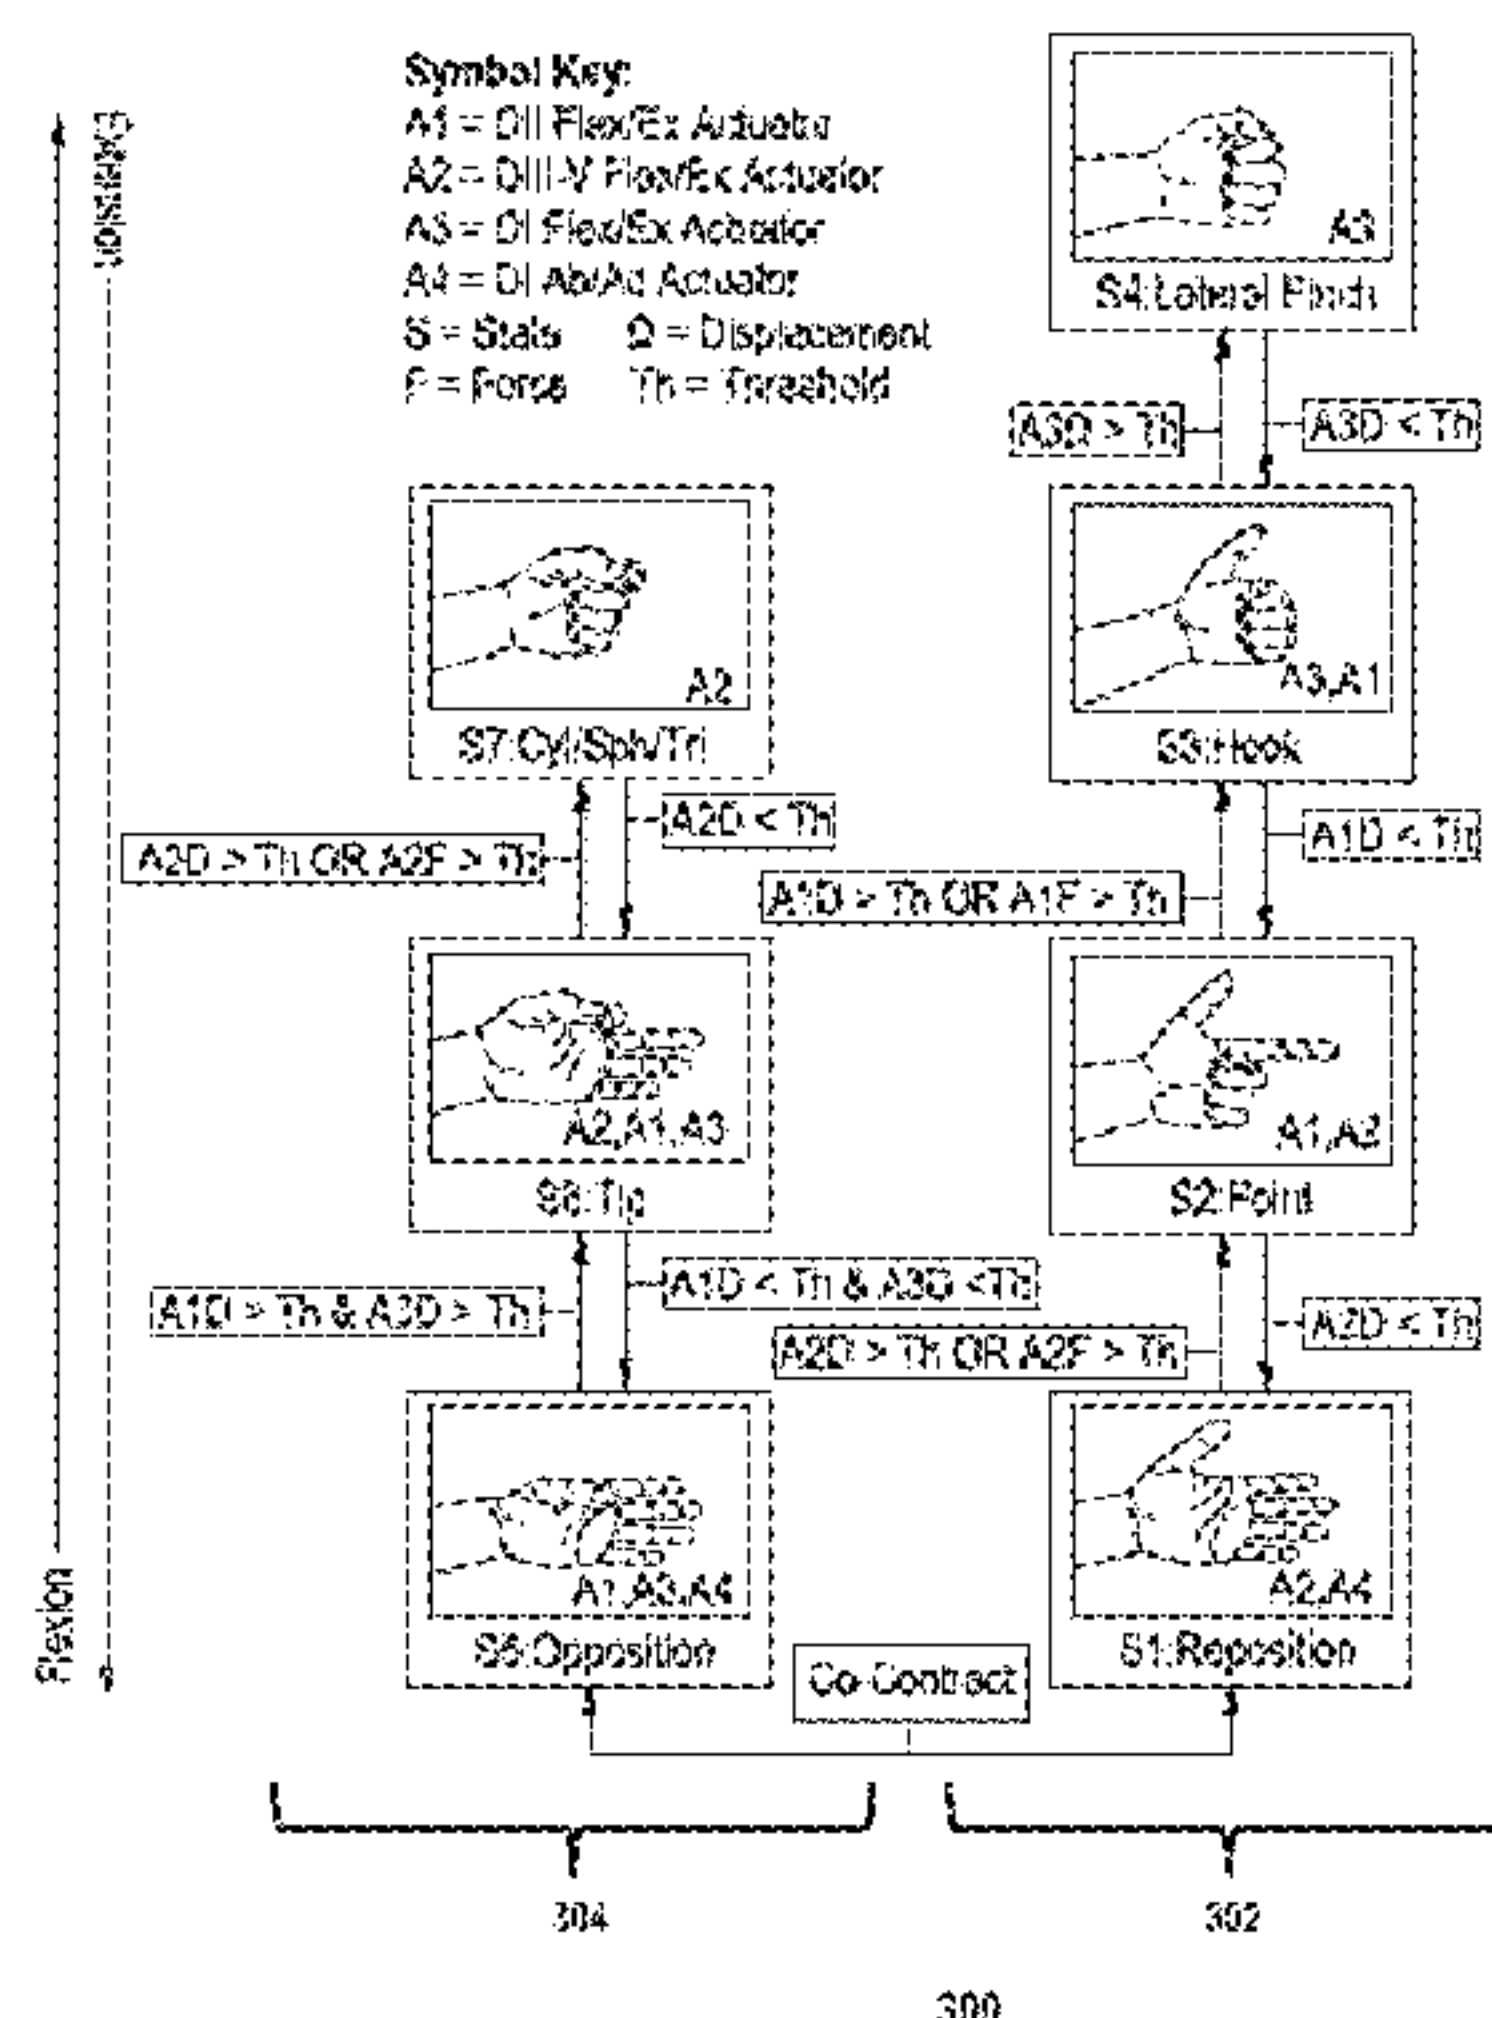 Symbol Key:
A1 = DII Flex/Ex Actuator
A2 = DIII-V Flex/Ex Actuator
A3 = DI Flex/Ex Actuator
A4 = DI Ab/Ad Actuator
S = State D = Displacement
F = Force Th = Threshold
Extension
Flexion
A3
S4:Lateral Pinch
A3D > Th
A3D < Th
A2
S7:Cyl/Sph/Tri
A3,A1
S3:Hook
A2D > Th OR A2F > Th
A2D < Th
A1D > Th OR A1F > Th
A1D < Th
A2,A1,A3
S6:Tip
A1,A2
S2:Point
A1D > Th & A3D > Th
A1D < Th & A3D <Th
A2D > Th OR A2F > Th
A2D < Th
A1,A3,A4
S5:Opposition
A2,A4
S1:Reposition
Co-Contract
304
302
300